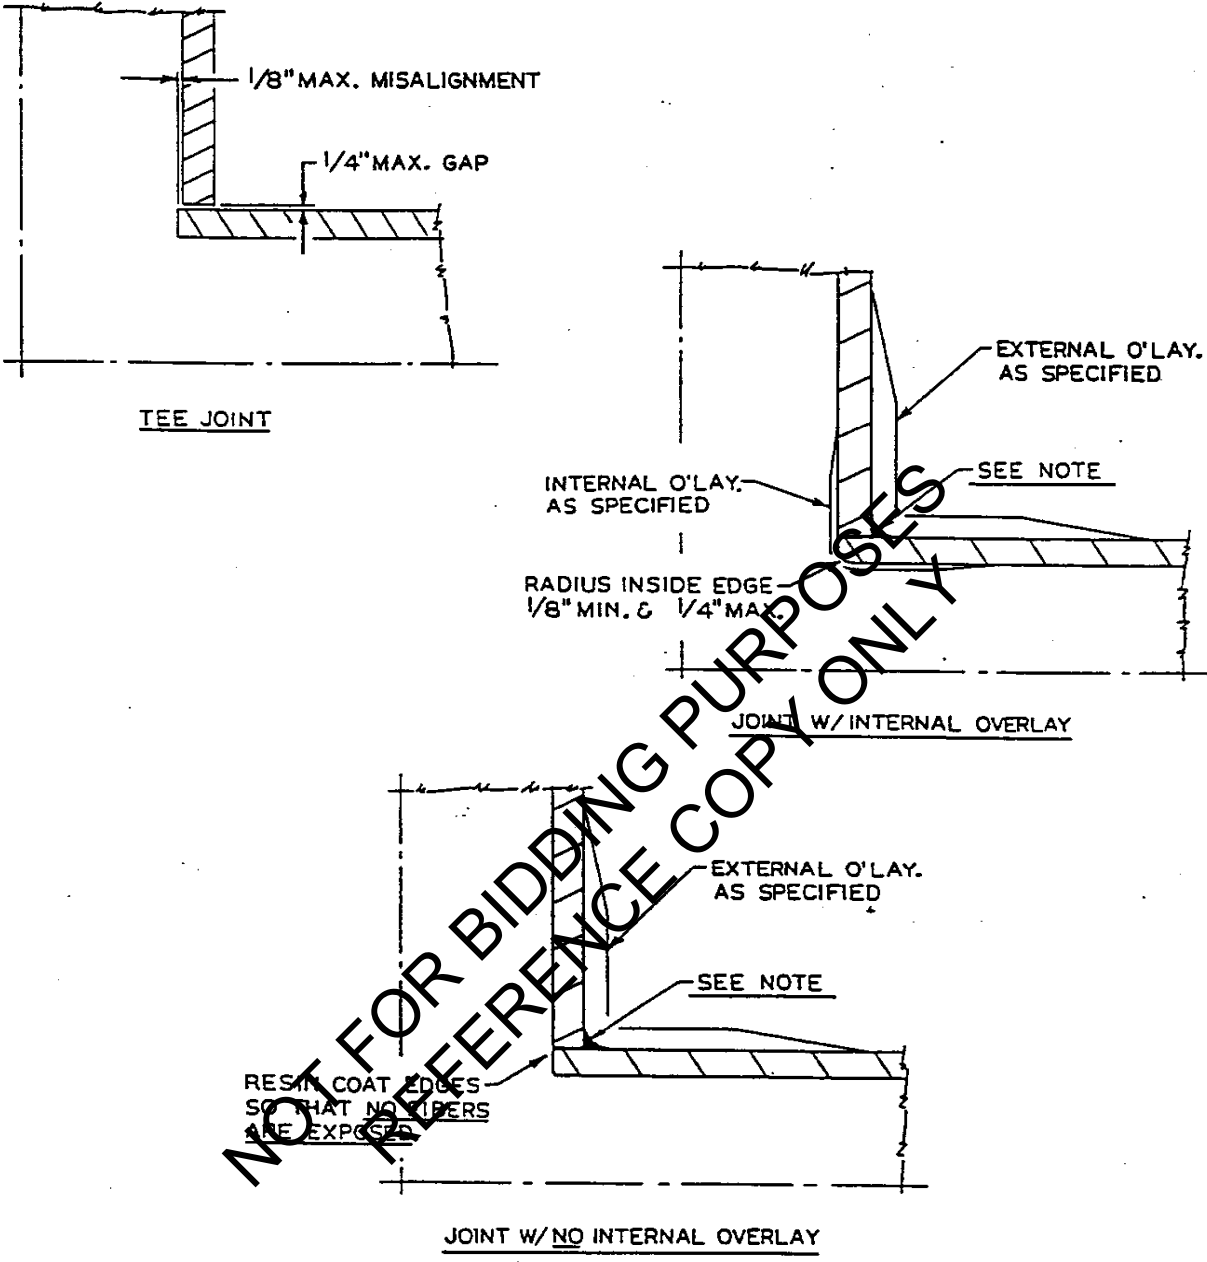 1/8" MAX. MISALIGNMENT
1/4" MAX. GAP
TEE JOINT
EXTERNAL O'LAY.
AS SPECIFIED
SEE NOTE
INTERNAL O'LAY.
AS SPECIFIED
RADIUS INSIDE EDGE
1/8" MIN. & 1/4" MAX.
JOINT W/ INTERNAL OVERLAY
EXTERNAL O'LAY.
AS SPECIFIED
SEE NOTE
RESIN COAT EDGES
SO THAT NO FIBERS
ARE EXPOSED
JOINT W/ NO INTERNAL OVERLAY
NOT FOR BIDDING PURPOSES
REFERENCE COPY ONLY